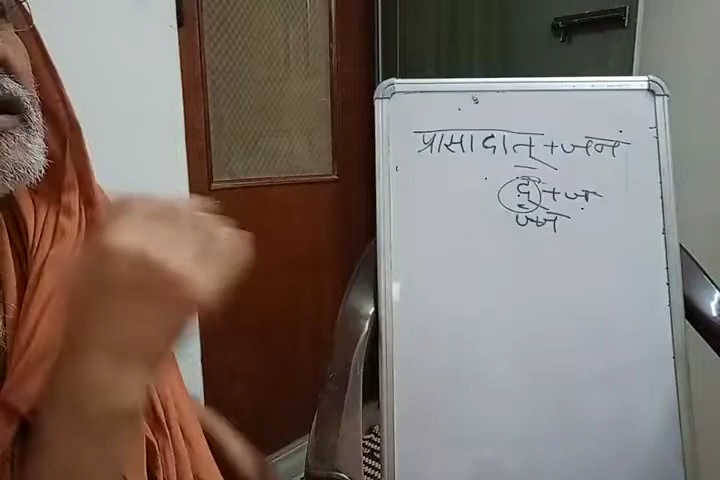 प्रासादात् + जन
द् + ज
ज्ज